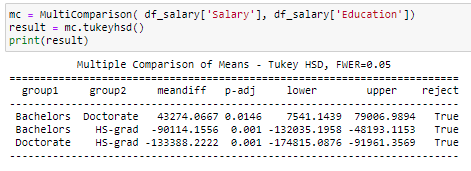 mc = MultiComparison( df_salary['Salary'], df_salary['Education'])
result = mc.tukeyhsd()
print(result)
Multiple Comparison of Means - Tukey HSD, FWER=0.05
====================================================================
group1 group2 meandiff p-adj lower upper reject
--------------------------------------------------------------------
Bachelors Doctorate 43274.0667 0.0146 7541.1439 79006.9894 True
Bachelors HS-grad -90114.1556 0.001 -132035.1958 -48193.1153 True
Doctorate HS-grad -133388.2222 0.001 -174815.0876 -91961.3569 True
--------------------------------------------------------------------